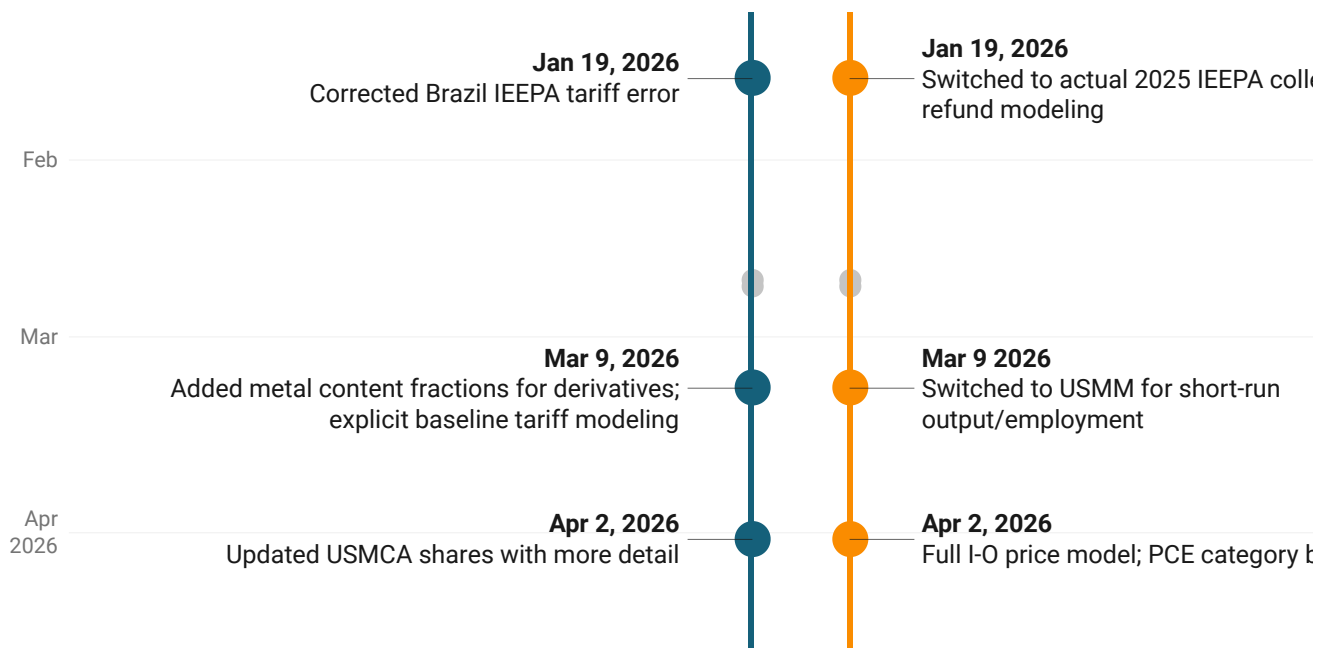 Jan 19, 2026
Corrected Brazil IEEPA tariff error
Jan 19, 2026
Switched to actual 2025 IEEPA
refund modeling
Feb
Mar
Mar 9, 2026
Added metal content fractions for derivatives;
explicit baseline tariff modeling
Mar 9 2026
Switched to USMM for short-run
output/employment
Apr
2026
Apr 2, 2026
Updated USMCA shares with more detail
Apr 2, 2026
Full I-O price model; PCE category